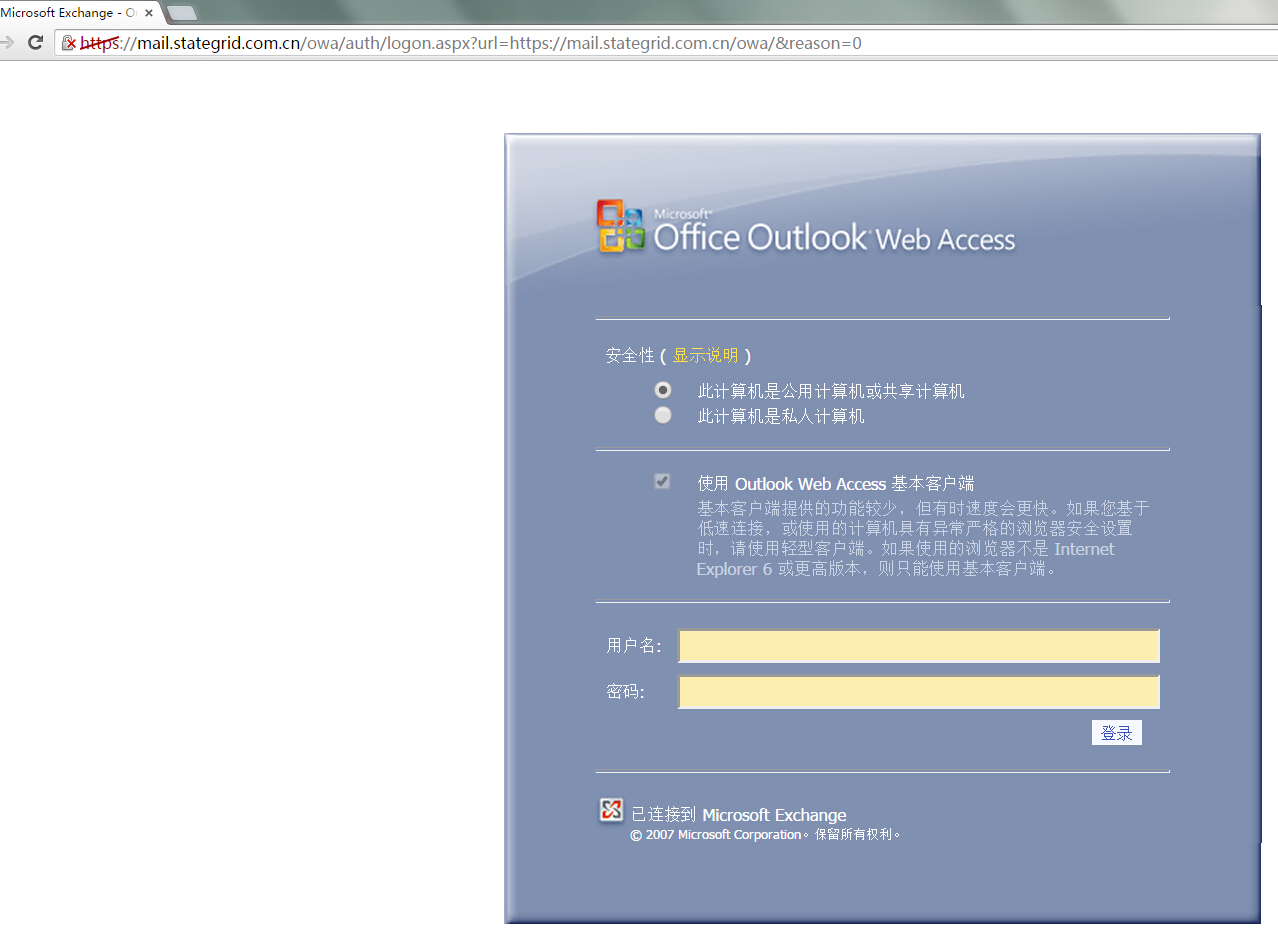 Microsoft Exchange - O
https://mail.stategrid.com.cn/owa/auth/logon.aspx?url=https://mail.stategrid.com.cn/owa/&reason=0
Microsoft®
Office Outlook® Web Access
安全性 ( 显示说明 )
此计算机是公用计算机或共享计算机
此计算机是私人计算机
使用 Outlook Web Access 基本客户端
基本客户端提供的功能较少，但有时速度会更快。如果您基于
低速连接，或使用的计算机具有异常严格的浏览器安全设置
时，请使用轻型客户端。如果使用的浏览器不是 Internet
Explorer 6 或更高版本，则只能使用基本客户端。
用户名:
密码:
登录
已连接到 Microsoft Exchange
© 2007 Microsoft Corporation。保留所有权利。